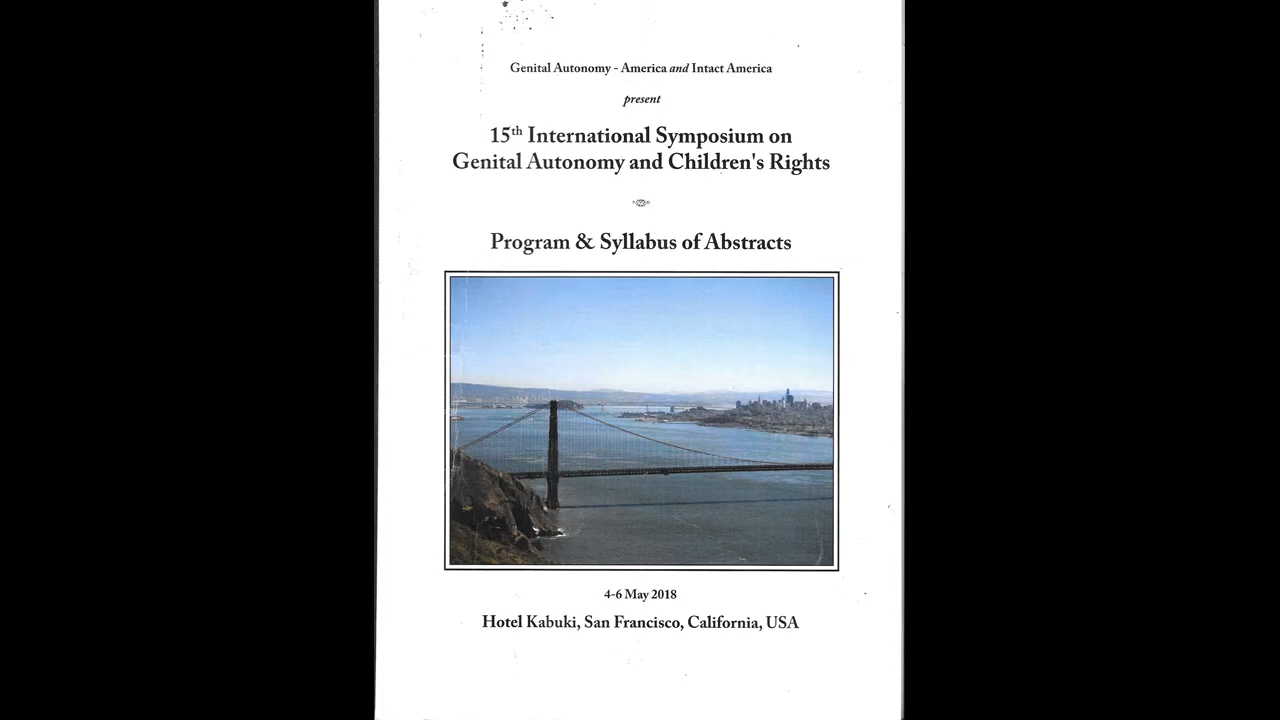 Genital Autonomy - America and Intact America
present
15th International Symposium on
Genital Autonomy and Children's Rights
Program & Syllabus of Abstracts
4-6 May 2018
Hotel Kabuki, San Francisco, California, USA